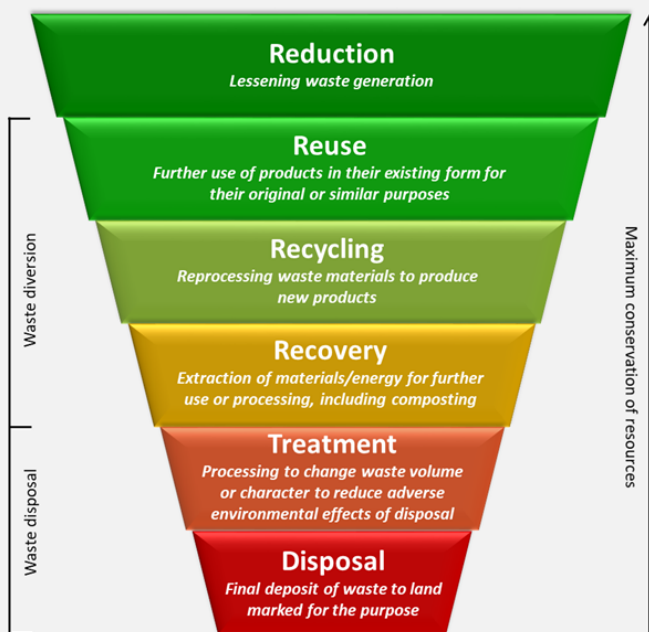 Reduction
Lessening waste generation
Reuse
Further use of products in their existing form for
their original or similar purposes
Recycling
Reprocessing waste materials to produce
new products
Recovery
Extraction of materials/energy for further
use or processing, including composting
Treatment
Processing to change waste volume
or character to reduce adverse
environmental effects of disposal
Disposal
Final deposit of waste to land
marked for the purpose
Waste diversion
Waste disposal
Maximum conservation of resources